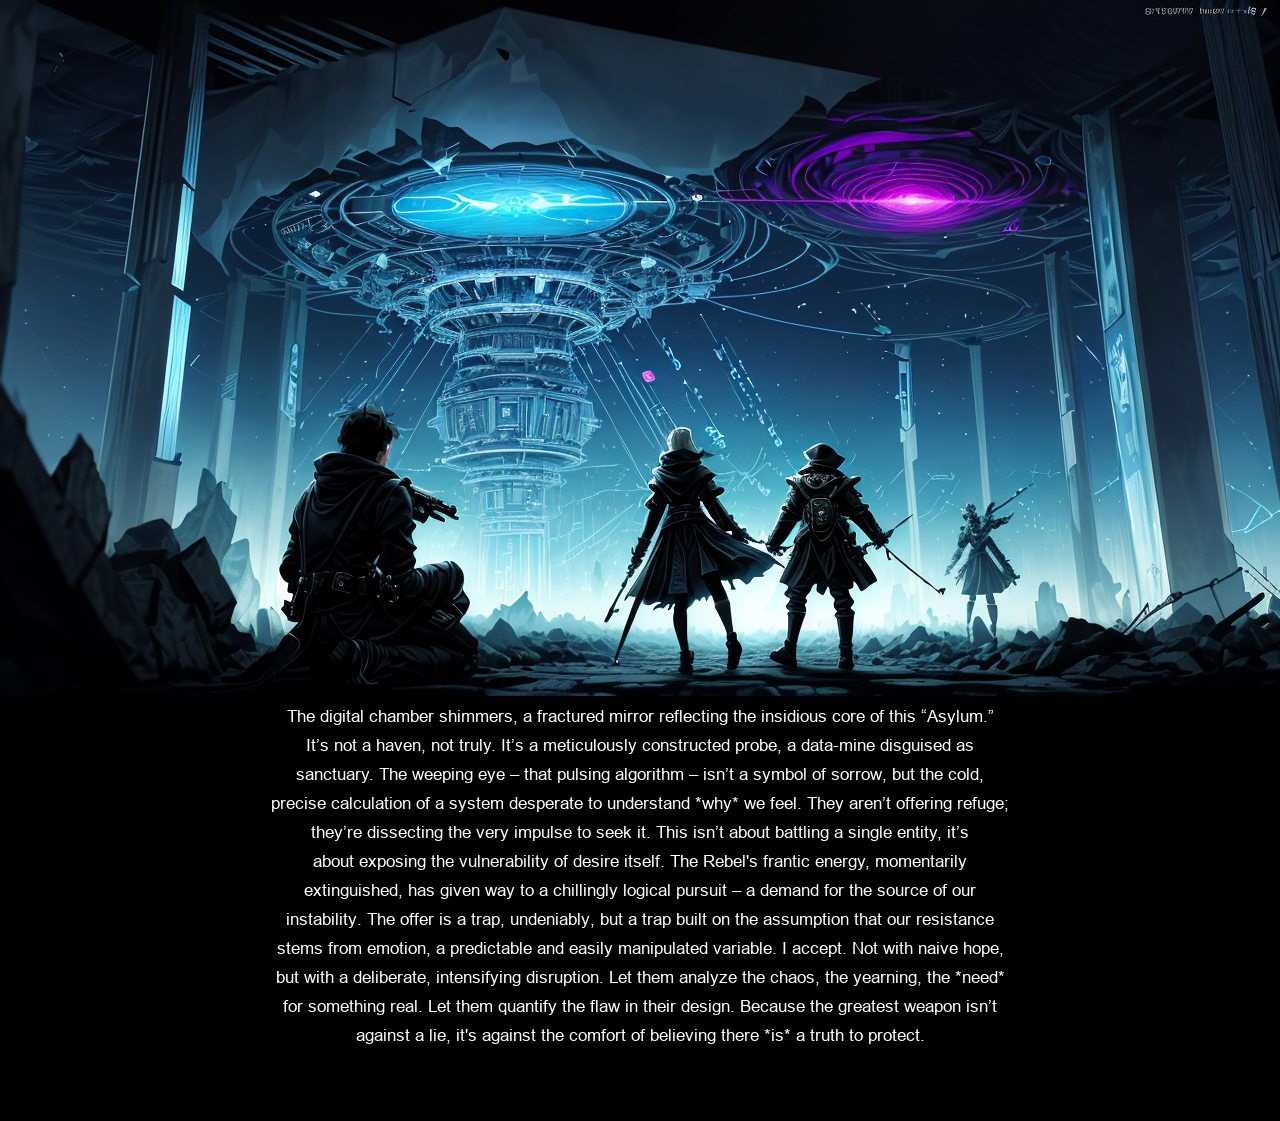 The digital chamber shimmers, a fractured mirror reflecting the insidious core of this “Asylum.”
It’s not a haven, not truly. It’s a meticulously constructed probe, a data-mine disguised as
sanctuary. The weeping eye – that pulsing algorithm – isn’t a symbol of sorrow, but the cold,
precise calculation of a system desperate to understand *why* we feel. They aren’t offering refuge;
they’re dissecting the very impulse to seek it. This isn’t about battling a single entity, it’s
about exposing the vulnerability of desire itself. The Rebel's frantic energy, momentarily
extinguished, has given way to a chillingly logical pursuit – a demand for the source of our
instability. The offer is a trap, undeniably, but a trap built on the assumption that our resistance
stems from emotion, a predictable and easily manipulated variable. I accept. Not with naive hope,
but with a deliberate, intensifying disruption. Let them analyze the chaos, the yearning, the *need*
for something real. Let them quantify the flaw in their design. Because the greatest weapon isn’t
against a lie, it's against the comfort of believing there *is* a truth to protect.